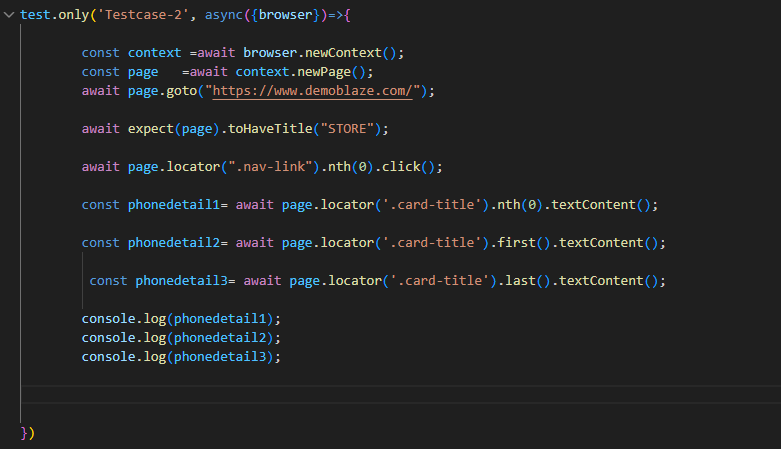 test.only('Testcase-2', async({browser})=>{
const context =await browser.newContext();
const page   =await context.newPage();
await page.goto("https://www.demoblaze.com/");
await expect(page).toHaveTitle("STORE");
await page.locator(".nav-link").nth(0).click();
const phonedetail1= await page.locator('.card-title').nth(0).textContent();
const phonedetail2= await page.locator('.card-title').first().textContent();
const phonedetail3= await page.locator('.card-title').last().textContent();
console.log(phonedetail1);
console.log(phonedetail2);
console.log(phonedetail3);
})